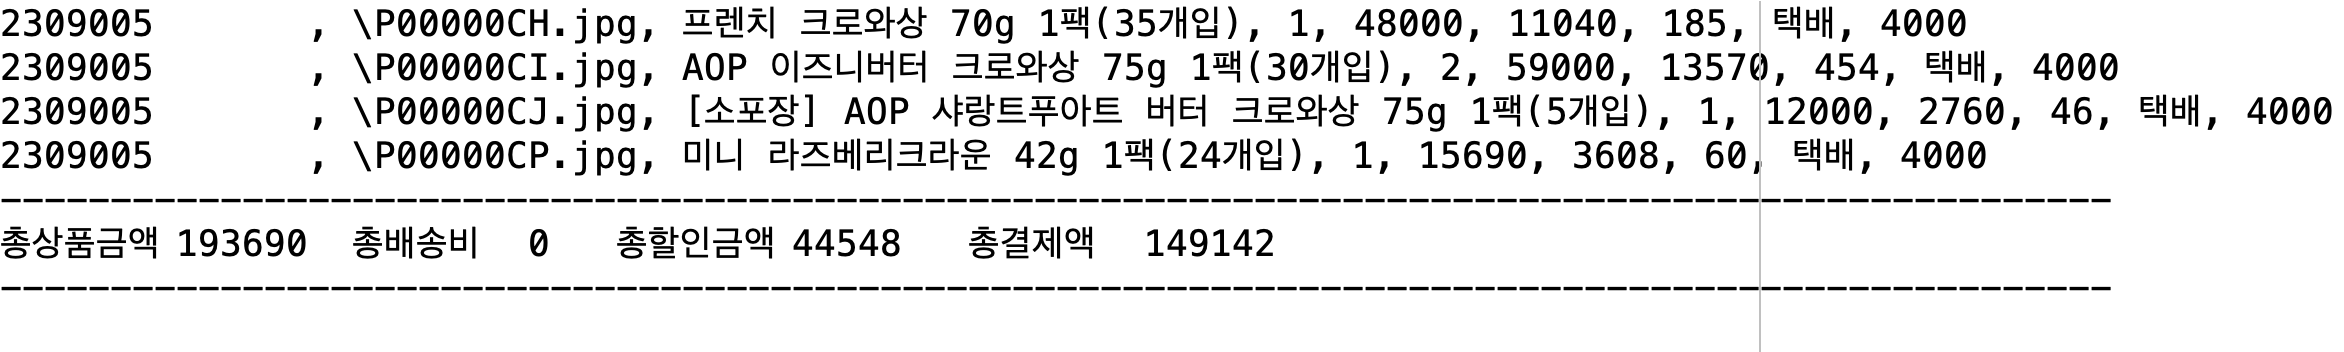 2309005 , \P00000CH.jpg, 프렌치 크로와상 70g 1팩(35개입), 1, 48000, 11040, 185, 택배, 4000
2309005 , \P00000CI.jpg, AOP 이즈니버터 크로와상 75g 1팩(30개입), 2, 59000, 13570, 454, 택배, 4000
2309005 , \P00000CJ.jpg, [소포장] AOP 샤랑트푸아트 버터 크로와상 75g 1팩(5개입), 1, 12000, 2760, 46, 택배, 4000
2309005 , \P00000CP.jpg, 미니 라즈베리크라운 42g 1팩(24개입), 1, 15690, 3608, 60, 택배, 4000
------------------------------------------------------------------------------------------------
총상품금액 193690 총배송비 0 총할인금액 44548 총결제액 149142
------------------------------------------------------------------------------------------------